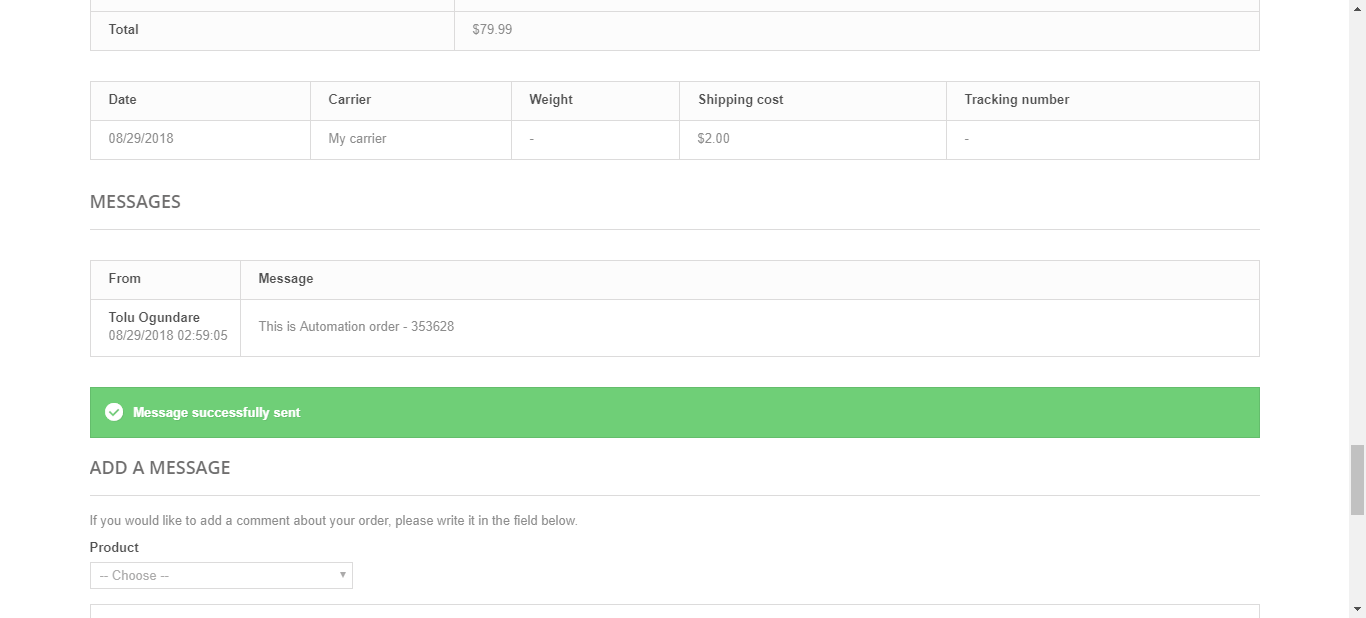 Total $79.99
Date Carrier Weight Shipping cost Tracking number
08/29/2018 My carrier - $2.00 -
MESSAGES
From Message
Tolu Ogundare
08/29/2018 02:59:05
This is Automation order - 353628
Message successfully sent
ADD A MESSAGE
If you would like to add a comment about your order, please write it in the field below.
Product
-- Choose --